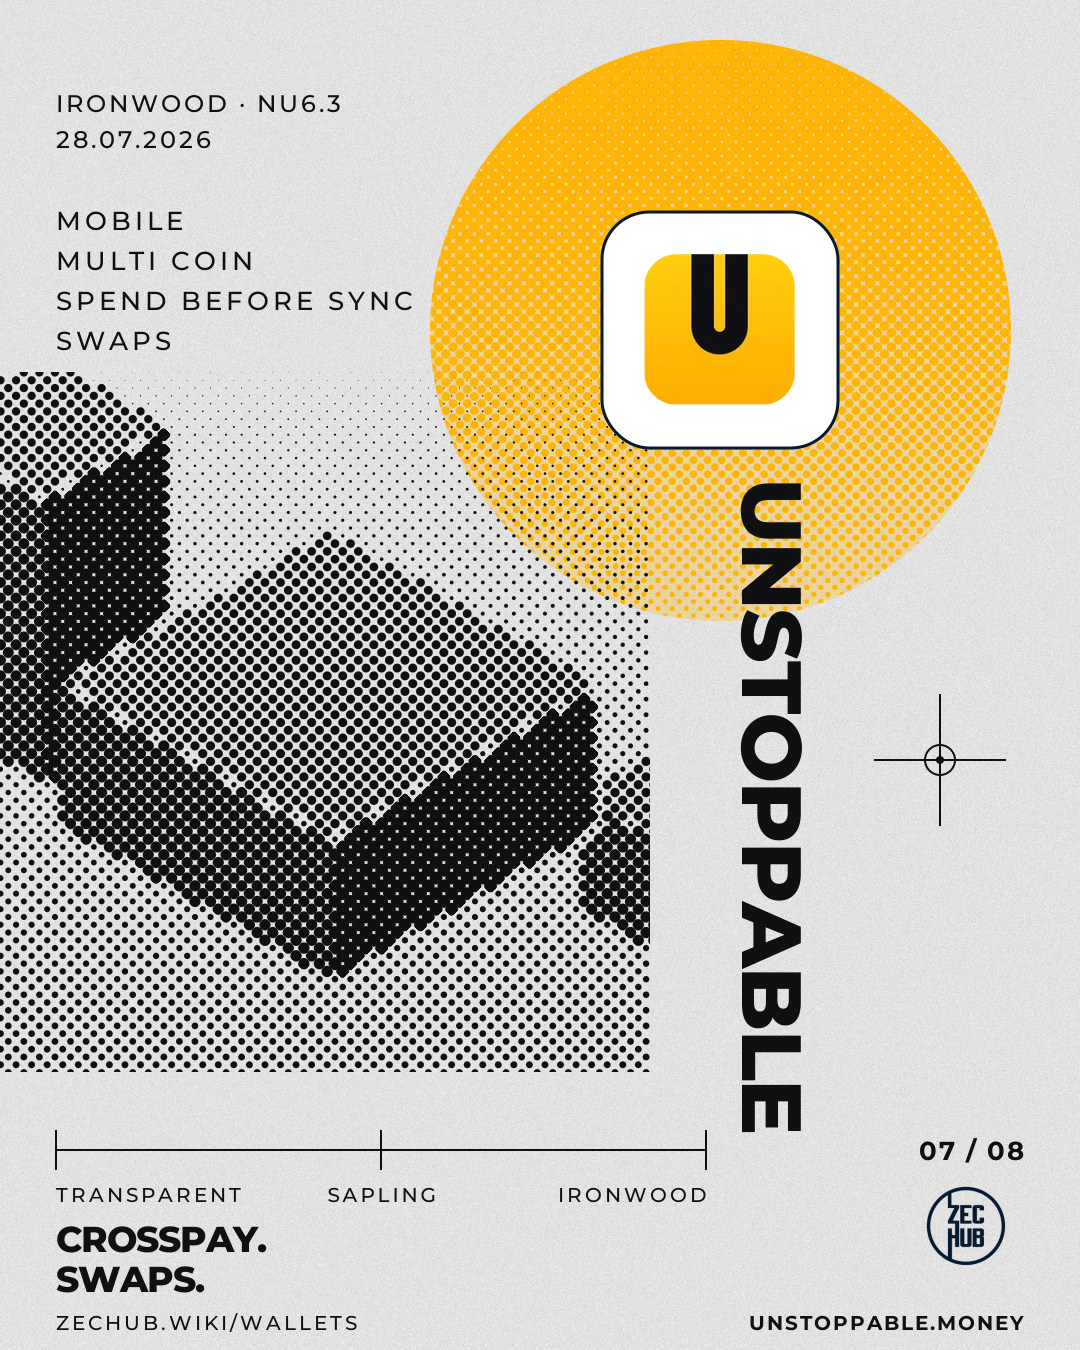 IRONWOOD · NU6.3
28.07.2026
MOBILE
MULTI COIN
SPEND BEFORE SYNC
SWAPS
U
UNSTOPPABLE
TRANSPARENT SAPLING IRONWOOD
CROSSPAY.
SWAPS.
ZECHUB.WIKI/WALLETS
07 / 08
ZEC
HUB
UNSTOPPABLE.MONEY